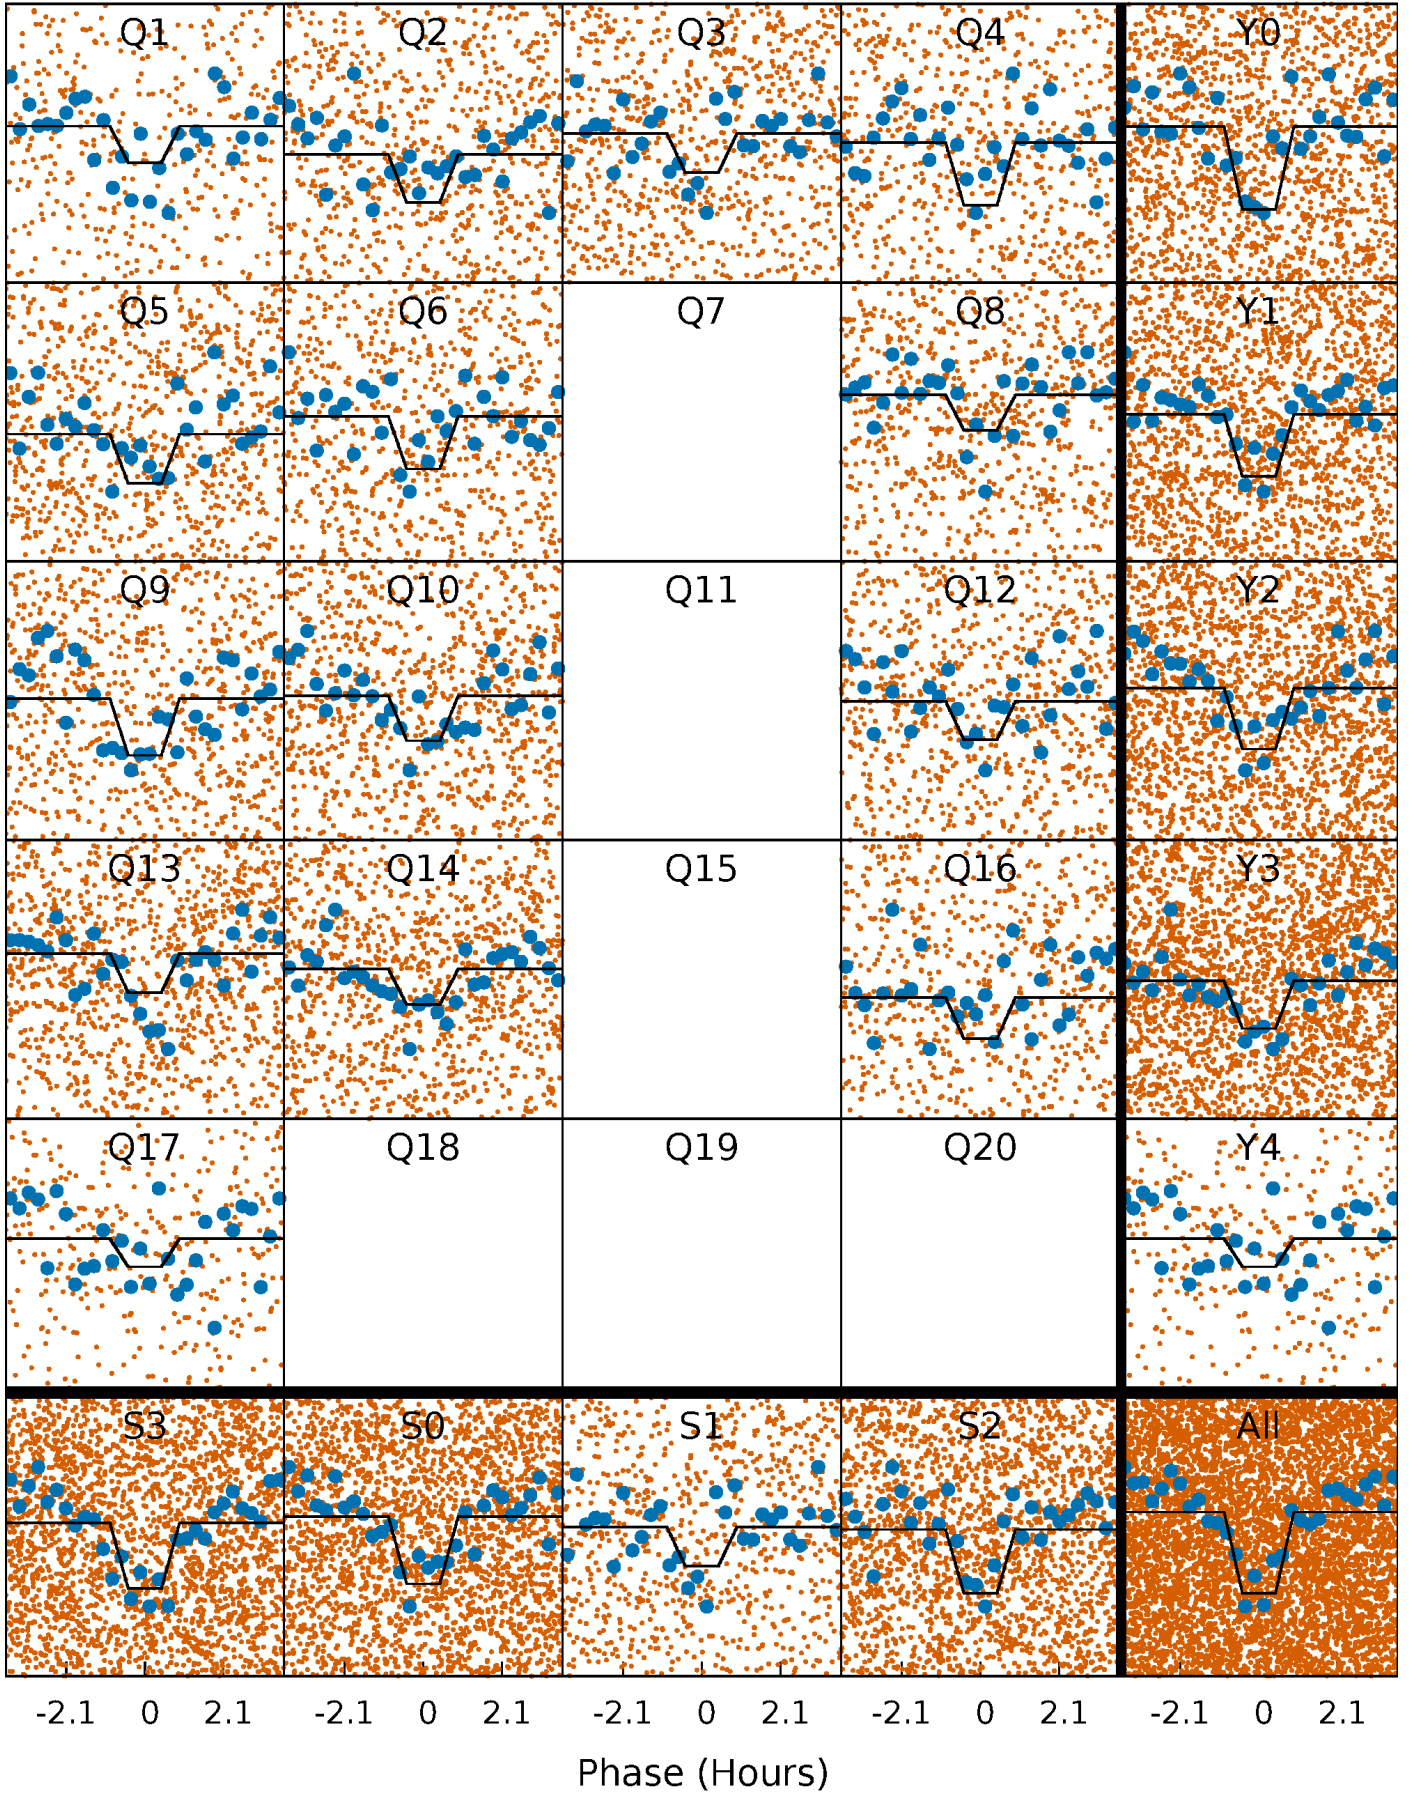 Q1 Q2 Q3 Q4 Y0
Q5 Q6 Q7 Q8 Y1
Q9 Q10 Q11 Q12 Y2
Q13 Q14 Q15 Q16 Y3
Q17 Q18 Q19 Q20 Y4
S3 S0 S1 S2 All
-2.1 0 2.1 -2.1 0 2.1 -2.1 0 2.1 -2.1 0 2.1 -2.1 0 2.1
Phase (Hours)